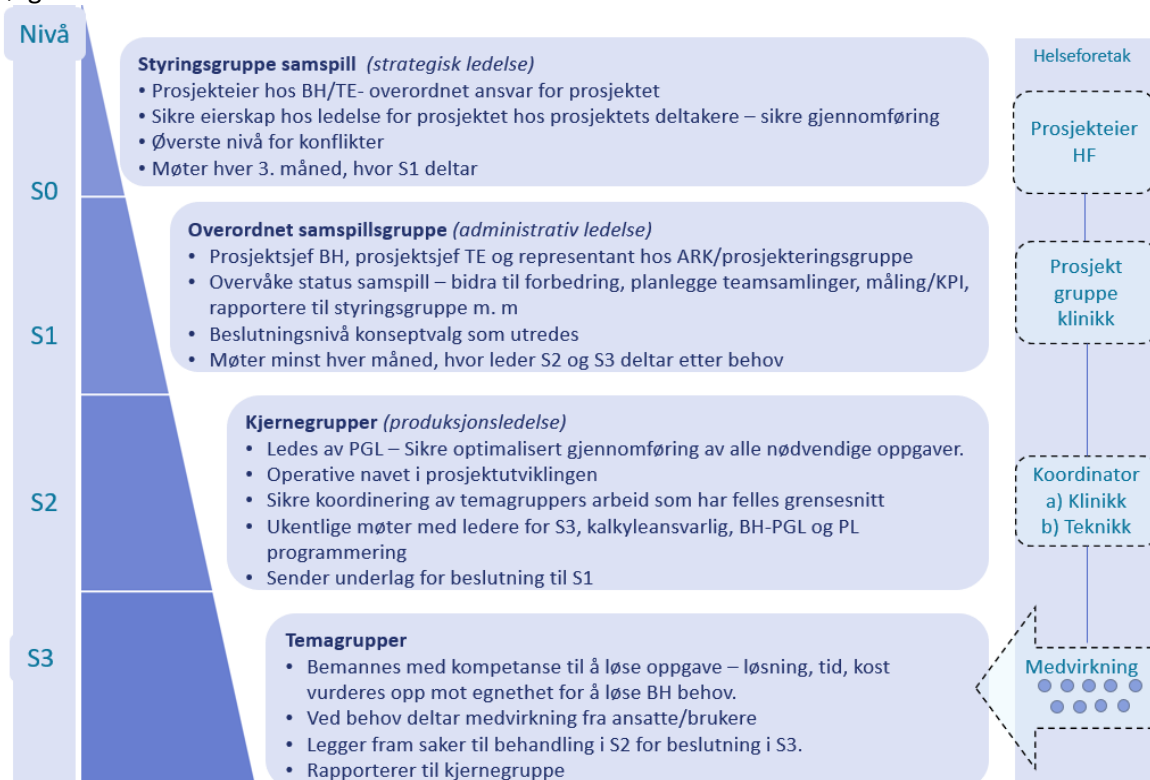 Nivå
Styringsgruppe samspill (strategisk ledelse)
• Prosjekteier hos BH/TE- overordnet ansvar for prosjektet
• Sikre eierskap hos ledelse for prosjektet hos prosjektets deltakere – sikre gjennomføring
• Øverste nivå for konflikter
• Møter hver 3. måned, hvor S1 deltar
S0
Overordnet samspillsgruppe (administrativ ledelse)
• Prosjektsjef BH, prosjektsjef TE og representant hos ARK/prosjekteringsgruppe
• Overvåke status samspill – bidra til forbedring, planlegge teamsamlinger, måling/KPI,
rapportere til styringsgruppe m. m
• Beslutningsnivå konseptvalg som utredes
• Møter minst hver måned, hvor leder S2 og S3 deltar etter behov
S1
Kjernegrupper (produksjonsledelse)
• Ledes av PGL – Sikre optimalisert gjennomføring av alle nødvendige oppgaver.
• Operative navet i prosjektutviklingen
• Sikre koordinering av temagruppers arbeid som har felles grensesnitt
• Ukentlige møter med ledere for S3, kalkyleansvarlig, BH-PGL og PL
programmering
• Sender underlag for beslutning til S1
S2
Temagrupper
• Bemannes med kompetanse til å løse oppgave – løsning, tid, kost
vurderes opp mot egnethet for å løse BH behov.
• Ved behov deltar medvirkning fra ansatte/brukere
• Legger fram saker til behandling i S2 for beslutning i S3.
• Rapporterer til kjernegruppe
S3
Helseforetak
Prosjekteier
HF
Prosjekt
gruppe
klinikk
Koordinator
a) Klinikk
b) Teknikk
Medvirkning